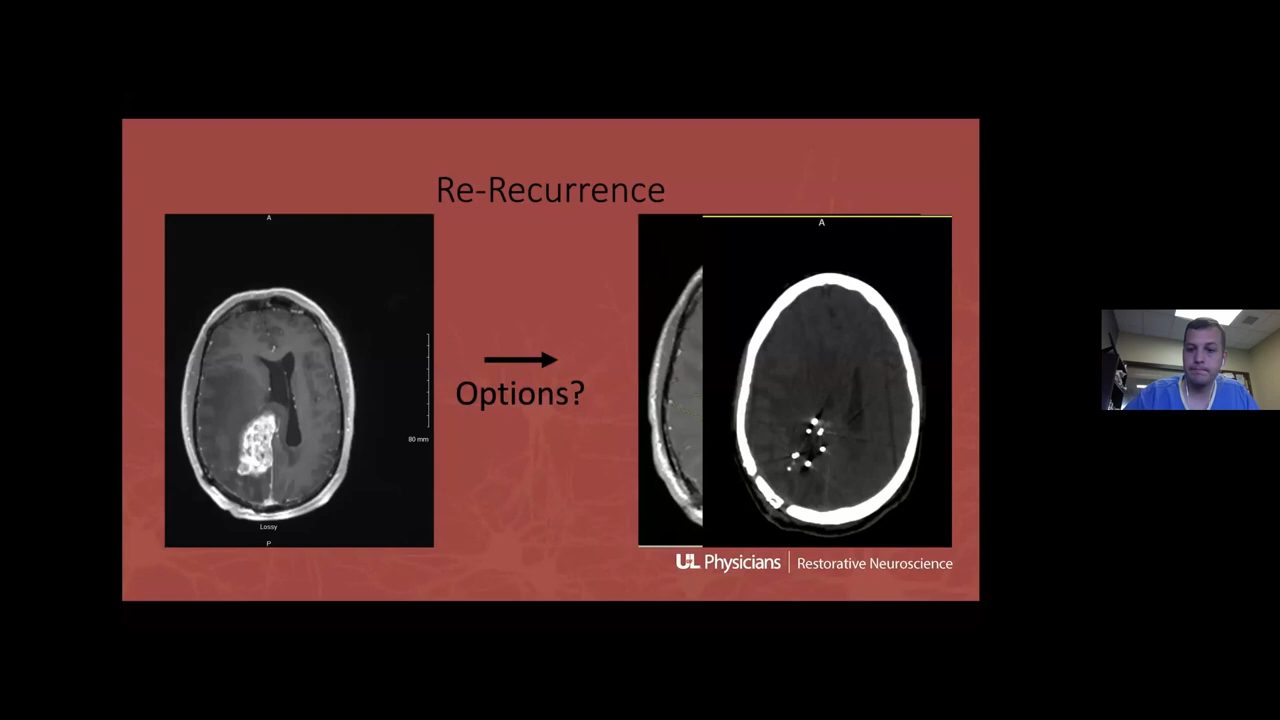 Re-Recurrence
A
A
Options?
80 mm
Lossy
P
UL Physicians | Restorative Neuroscience